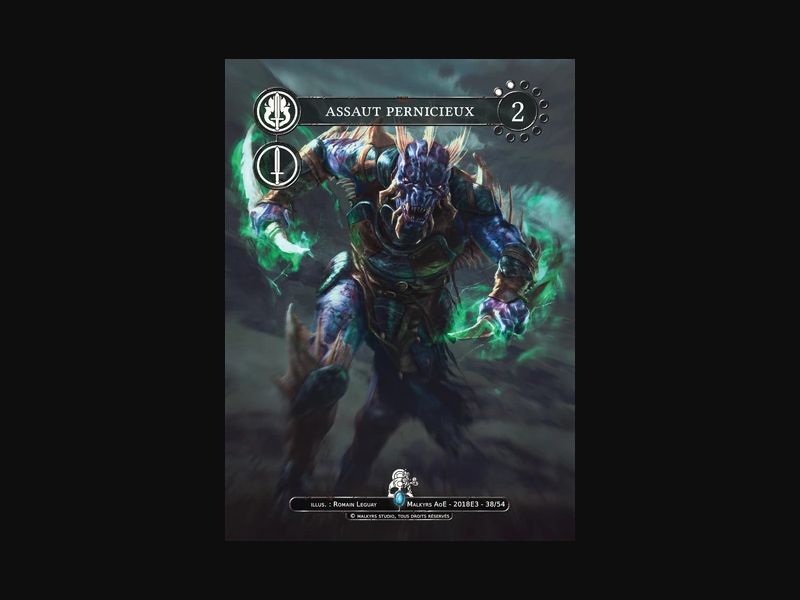 ASSAUT PERNICIEUX
2
illus. : Romain Leguay
Malkyrs AoE - 2018E3 - 38/54
© malkyrs studio, tous droits réservés